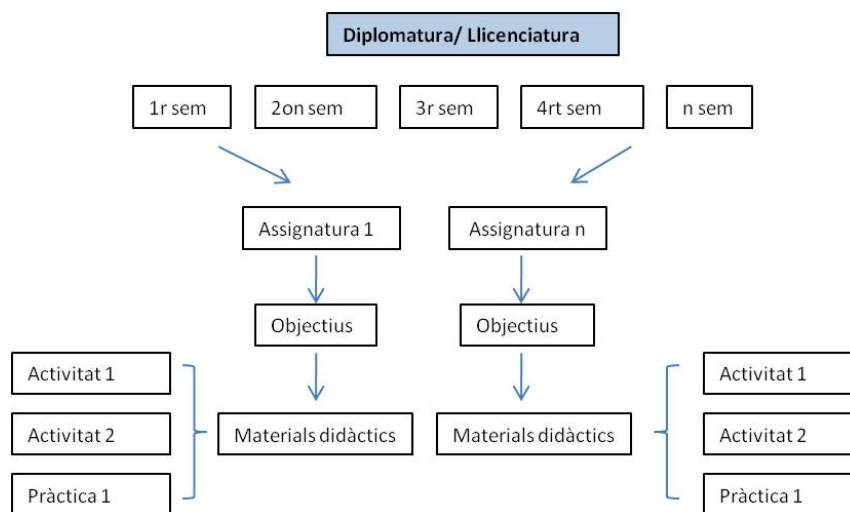 Diplomatura/ Llicenciatura
1r sem
2on sem
3r sem
4rt sem
n sem
Assignatura 1
Assignatura n
Objectius
Objectius
Activitat 1
Activitat 1
Activitat 2
Materials didàctics
Materials didàctics
Activitat 2
Pràctica 1
Pràctica 1